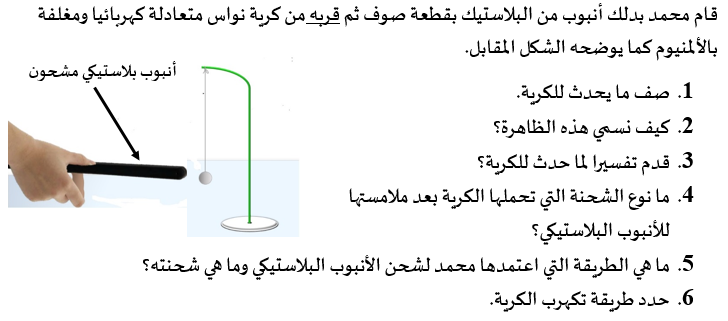 قام محمد بدلك أنبوب من البلاستيك بقطعة صوف ثم قربه من كرية نواس متعادلة كهربائيا ومغلفة
بالألمنيوم كما يوضحه الشكل المقابل.
أنبوب بلاستيكي مشحون
1. صف ما يحدث للكرية.
2. كيف نسمي هذه الظاهرة؟
3. قدم تفسيرا لما حدث للكرية؟
4. ما نوع الشحنة التي تحملها الكرية بعد ملامستها
للأنبوب البلاستيكي؟
5. ما هي الطريقة التي اعتمدها محمد لشحن الأنبوب البلاستيكي وما هي شحنته؟
6. حدد طريقة تكهرب الكرية.